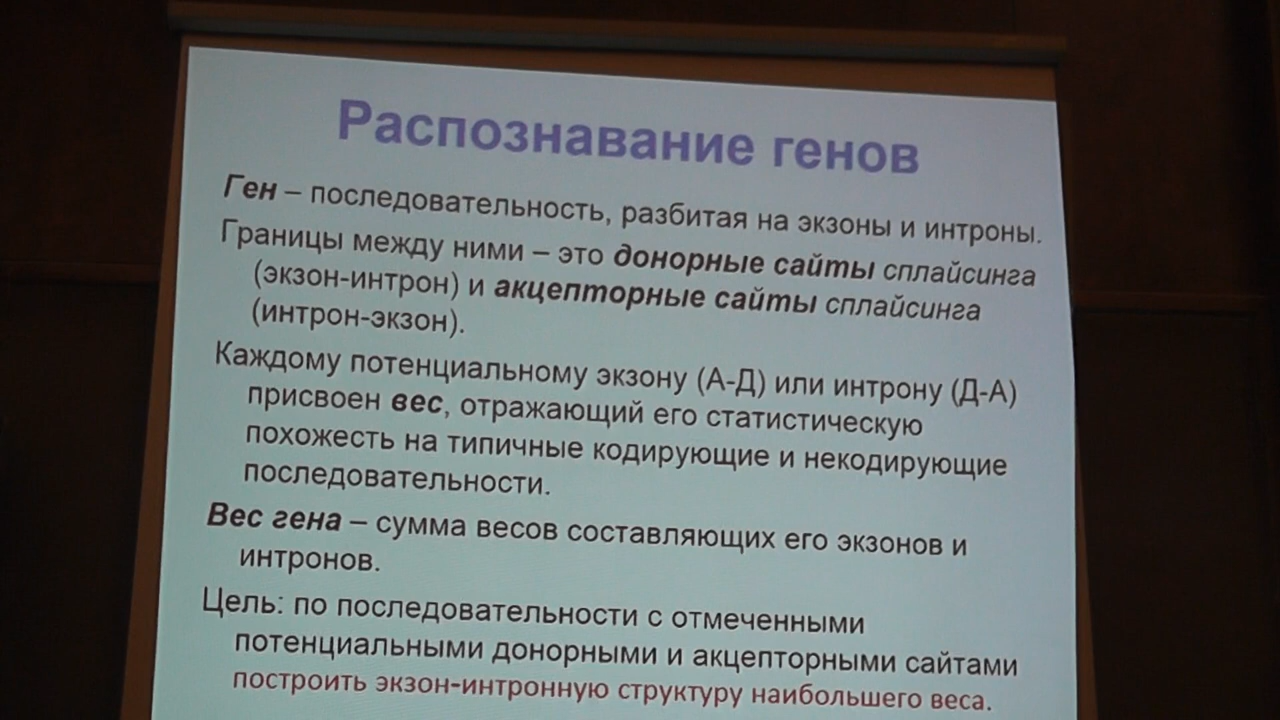 Распознавание генов
Ген – последовательность, разбитая на экзоны и интроны.
Границы между ними – это донорные сайты сплайсинга
(экзон-интрон) и акцепторные сайты сплайсинга
(интрон-экзон).
Каждому потенциальному экзону (А-Д) или интрону (Д-А)
присвоен вес, отражающий его статистическую
похожесть на типичные кодирующие и некодирующие
последовательности.
Вес гена – сумма весов составляющих его экзонов и
интронов.
Цель: по последовательности с отмеченными
потенциальными донорными и акцепторными сайтами
построить экзон-интронную структуру наибольшего веса.